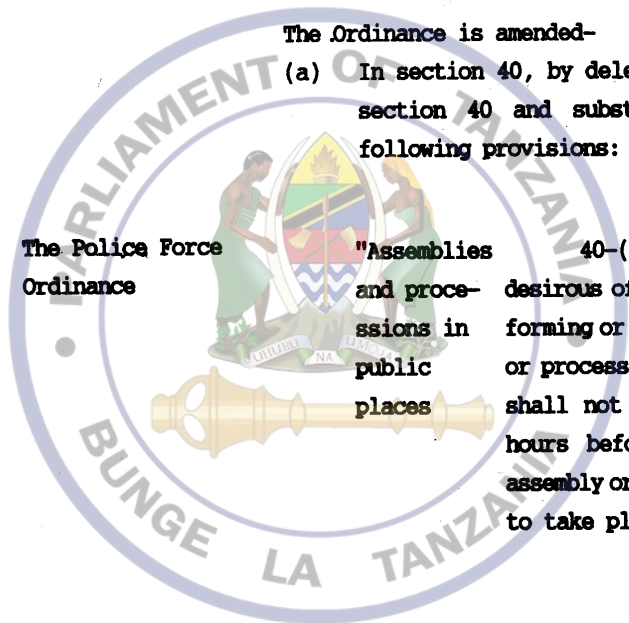 The Ordinance is amended-
(a) In section 40, by dele
section 40 and subst
following provisions:
The Police Force
Ordinance
"Assemblies
and proce-
ssions in
public
places
40-(
desirous of
forming or
or process
shall not
hours befo
assembly or
to take pl
PARLIAMENT OF TANZANIA
UHURU NA UMOJA
BUNGE LA TANZANIA